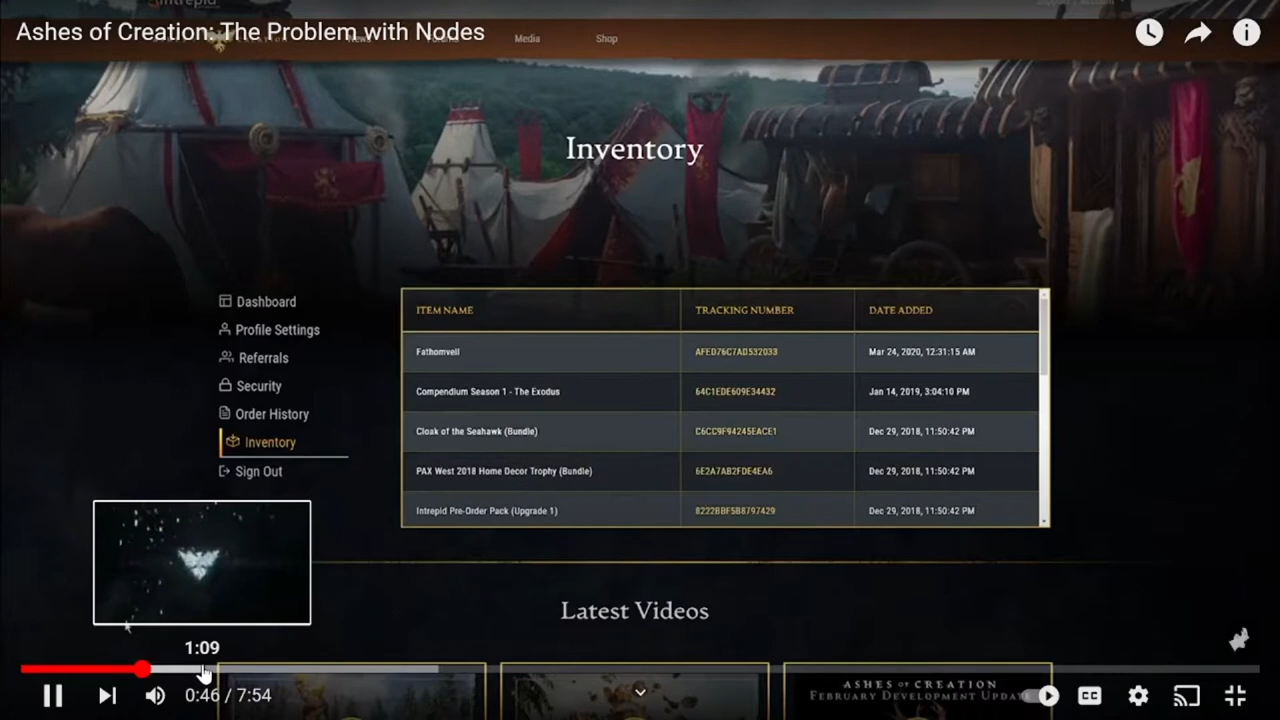 intrepid
Ashes of Creation: The Problem with Nodes
News
Media
Shop
Inventory
Dashboard
Profile Settings
Referrals
Security
Order History
Inventory
Sign Out
ITEM NAME TRACKING NUMBER DATE ADDED
Fathomveil AFED76C7AD532033 Mar 24, 2020, 12:31:15 AM
Compendium Season 1 - The Exodus 64C1EDE609E34432 Jan 14, 2019, 3:04:10 PM
Cloak of the Seahawk (Bundle) C6CC9F94245EACE1 Dec 29, 2018, 11:50:42 PM
PAX West 2018 Home Decor Trophy (Bundle) 6E2A7AB2FDE4EA6 Dec 29, 2018, 11:50:42 PM
Intrepid Pre-Order Pack (Upgrade 1) 8222BBF5B8797429 Dec 29, 2018, 11:50:42 PM
Latest Videos
1:09
ASHES OF CREATION
FEBRUARY DEVELOPMENT UPDATE
0:46 / 7:54
CC